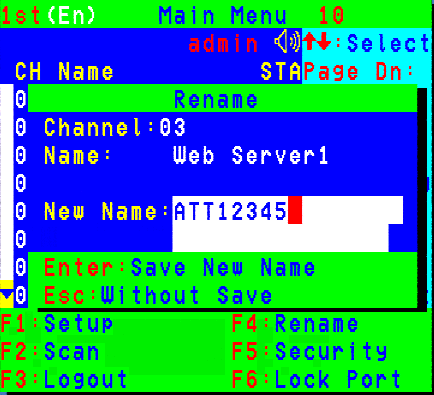 1st(En) Main Menu 10
admin ↑↓:Select
CH Name STA Page Dn:
0 Rename
0 Channel:03
0 Name: Web Server1
0
0 New Name:ATT12345
0
0 Enter:Save New Name
0 Esc:Without Save
F1:Setup F4:Rename
F2:Scan F5:Security
F3:Logout F6:Lock Port